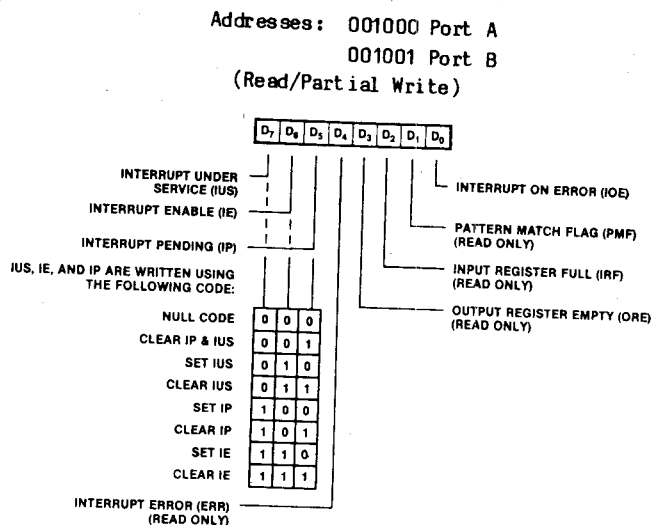 Addresses: 001000 Port A
001001 Port B
(Read/Partial Write)
D7 D6 D5 D4 D3 D2 D1 D0
INTERRUPT UNDER
SERVICE (IUS)
INTERRUPT ENABLE (IE)
INTERRUPT PENDING (IP)
IUS, IE, AND IP ARE WRITTEN USING
THE FOLLOWING CODE:
NULL CODE 0 0 0
CLEAR IP & IUS 0 0 1
SET IUS 0 1 0
CLEAR IUS 0 1 1
SET IP 1 0 0
CLEAR IP 1 0 1
SET IE 1 1 0
CLEAR IE 1 1 1
INTERRUPT ERROR (ERR)
(READ ONLY)
INTERRUPT ON ERROR (IOE)
PATTERN MATCH FLAG (PMF)
(READ ONLY)
INPUT REGISTER FULL (IRF)
(READ ONLY)
OUTPUT REGISTER EMPTY (ORE)
(READ ONLY)